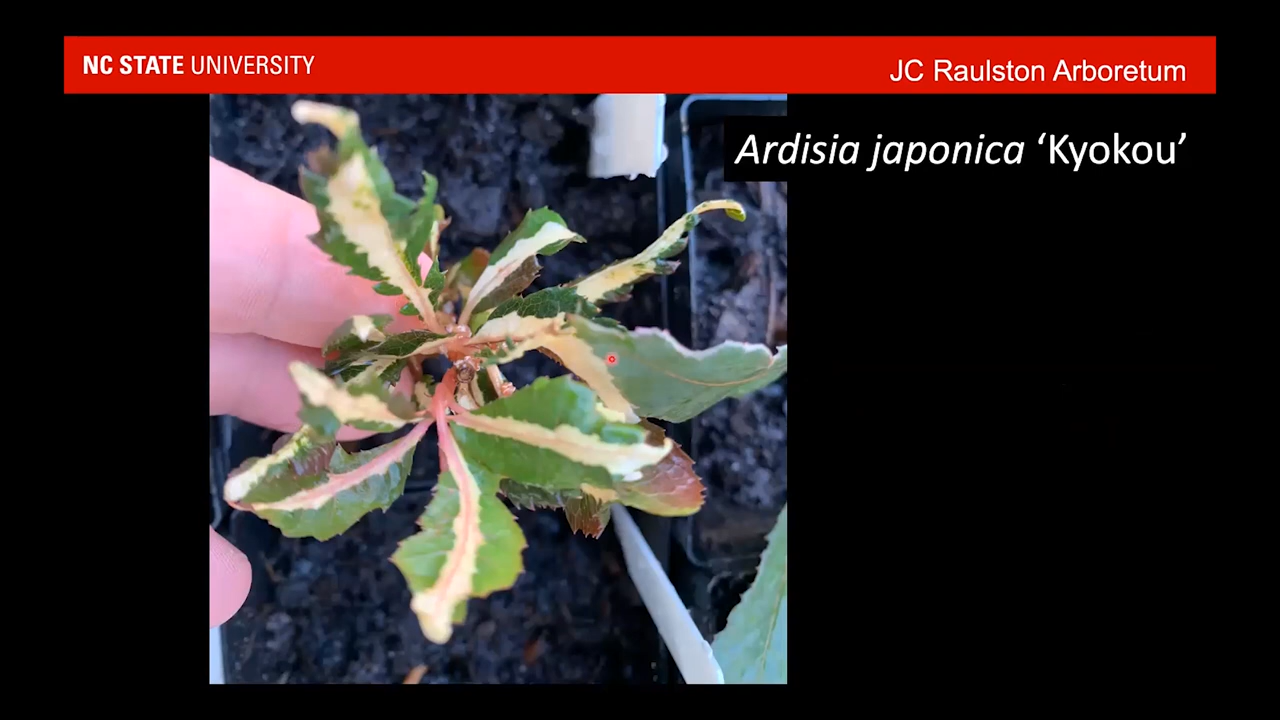 NC STATE UNIVERSITY
JC Raulston Arboretum
Ardisia japonica ‘Kyokou’